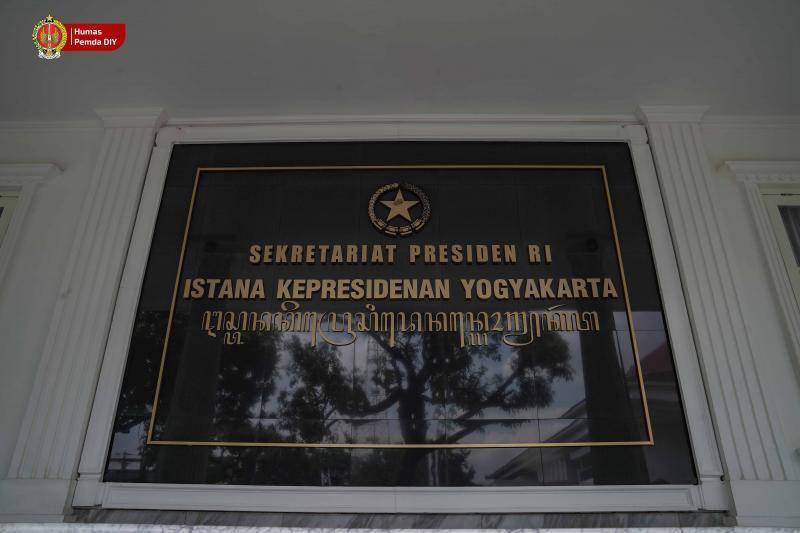 Humas
Pemda DIY
SEKRETARIAT PRESIDEN RI
ISTANA KEPRESIDENAN YOGYAKARTA